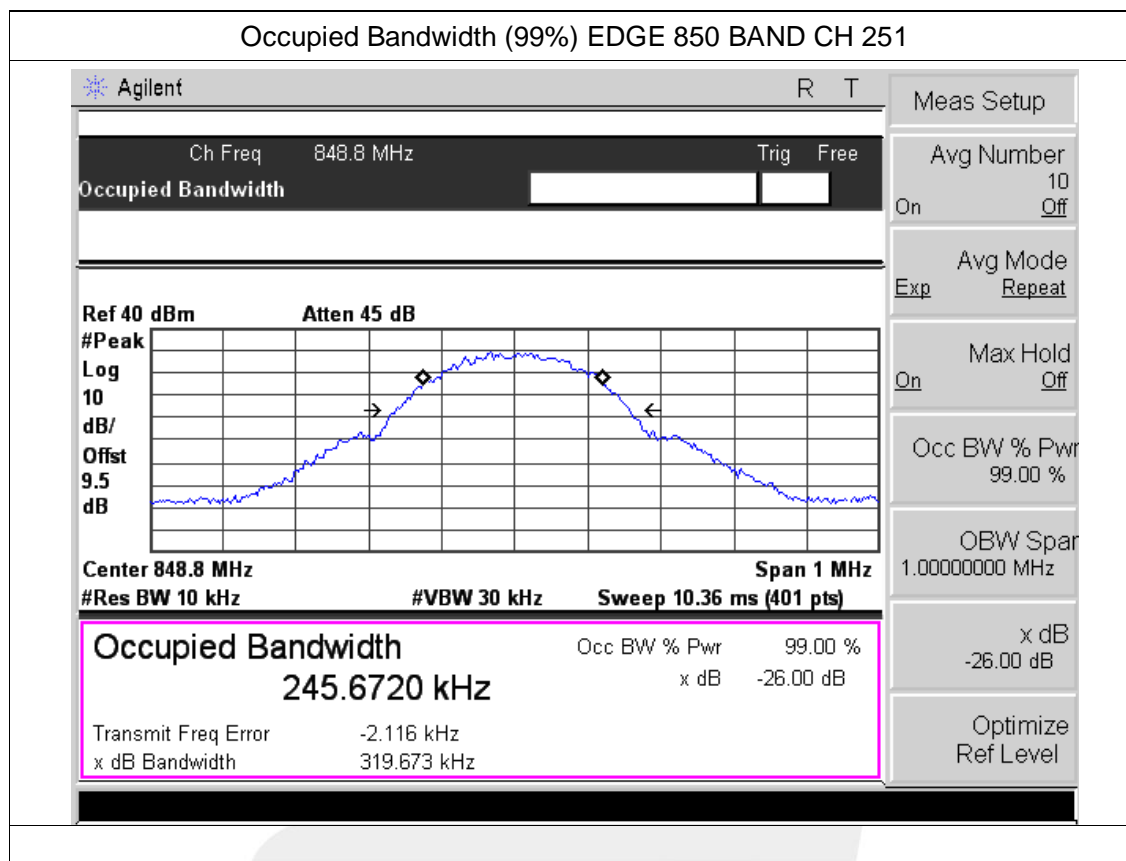 Occupied Bandwidth (99%) EDGE 850 BAND CH 251
Agilent R T
Ch Freq 848.8 MHz Trig Free
Occupied Bandwidth
Ref 40 dBm Atten 45 dB
#Peak
Log
10
dB/
Offst
9.5
dB
Center 848.8 MHz Span 1 MHz
#Res BW 10 kHz #VBW 30 kHz Sweep 10.36 ms (401 pts)
Occupied Bandwidth
245.6720 kHz
Occ BW % Pwr 99.00 %
x dB -26.00 dB
Transmit Freq Error -2.116 kHz
x dB Bandwidth 319.673 kHz
Meas Setup
Avg Number
10
On Off
Avg Mode
Exp Repeat
Max Hold
On Off
Occ BW % Pwr
99.00 %
OBW Span
1.00000000 MHz
x dB
-26.00 dB
Optimize
Ref Level